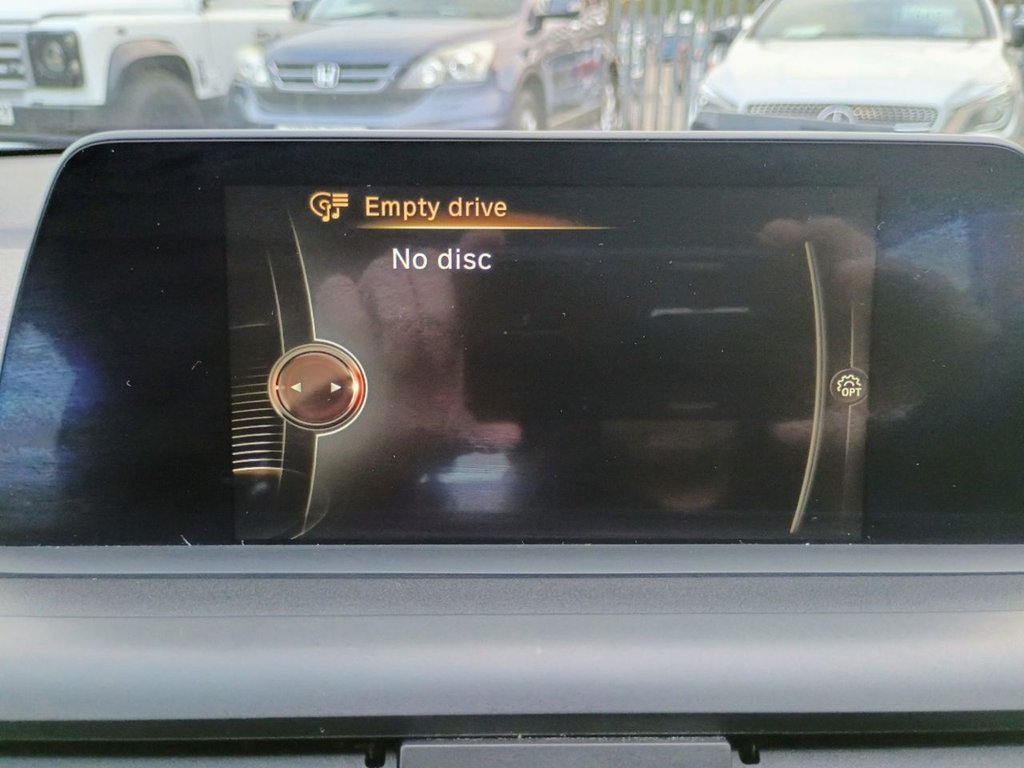 Empty drive
No disc
OPT